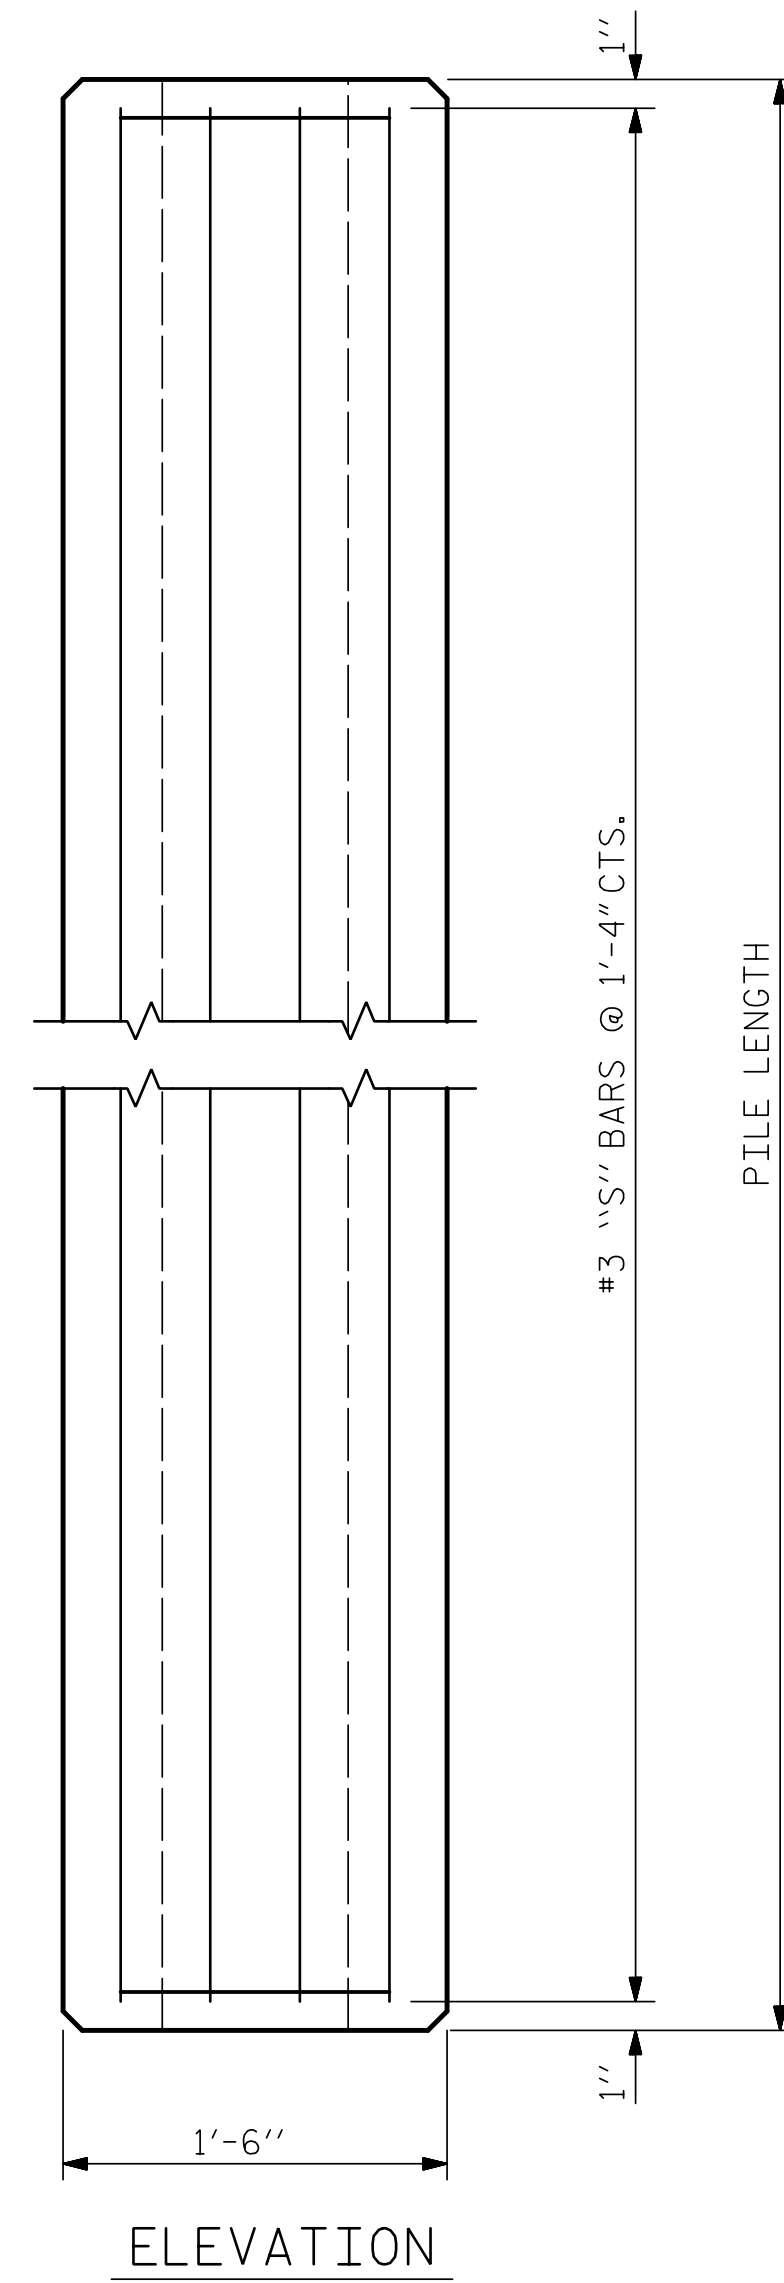 1''
#3 ``S'' BARS @ 1'-4" CTS.
PILE LENGTH
1''
1'-6''
ELEVATION